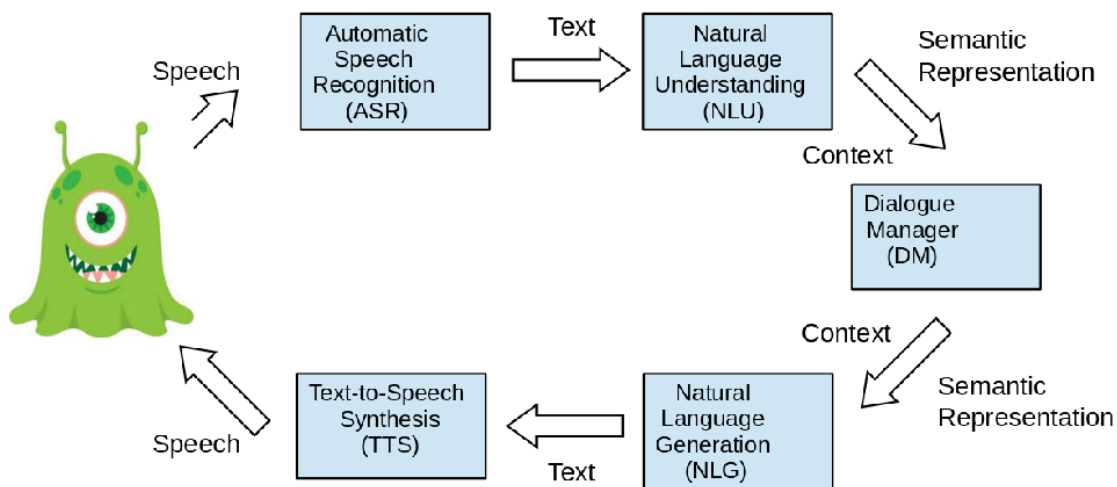 Speech
Automatic
Speech
Recognition
(ASR)
Text
Natural
Language
Understanding
(NLU)
Semantic
Representation
Context
Dialogue
Manager
(DM)
Context
Semantic
Representation
Natural
Language
Generation
(NLG)
Text
Text-to-Speech
Synthesis
(TTS)
Speech